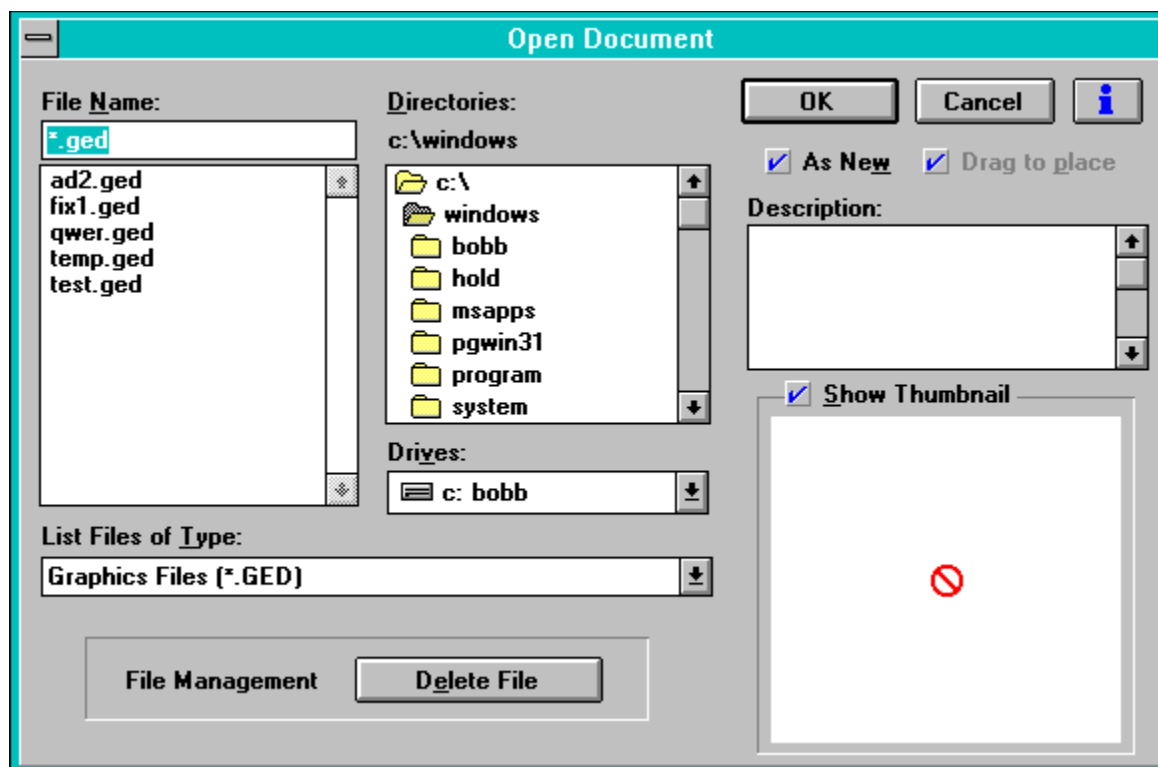 Open Document
File Name:
*.ged
ad2.ged
fix1.ged
qwer.ged
temp.ged
test.ged
Directories:
c:\windows
c:\
windows
bobb
hold
msapps
pgwin31
program
system
Drives:
c: bobb
List Files of Type:
Graphics Files (*.GED)
File Management
Delete File
OK
Cancel
i
As New
Drag to place
Description:
Show Thumbnail